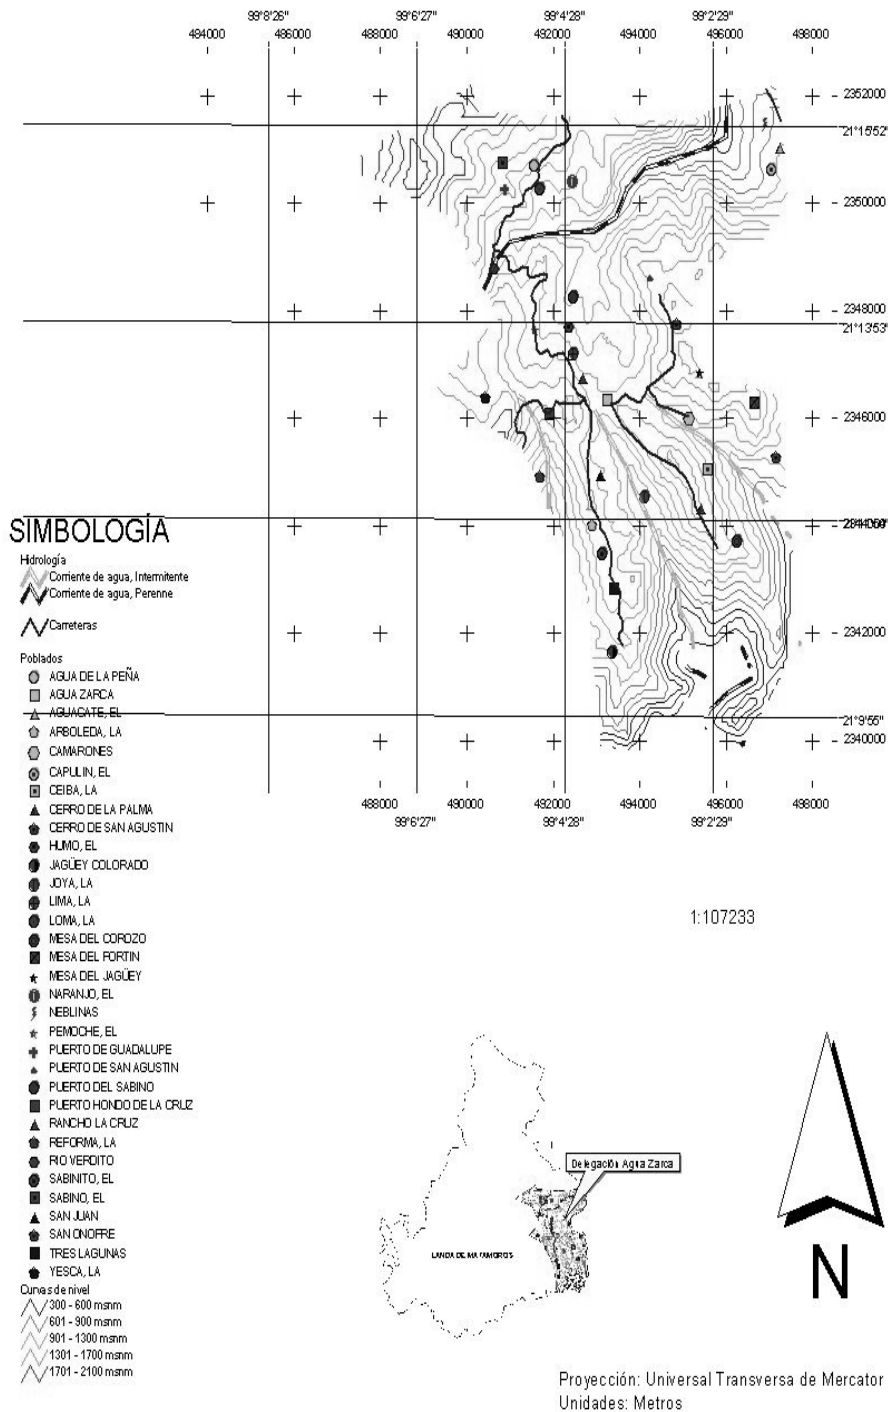 99°8'26" 99°6'27" 99°4'28" 99°2'29"
484000 486000 488000 490000 492000 494000 496000 498000
2352000
21°15'52"
2350000
2348000
21°13'53"
2346000
2342000
21°9'55"
2340000
488000 490000 492000 494000 496000 498000
99°6'27" 99°4'28" 99°2'29"
SIMBOLOGÍA
Hidrología
Corriente de agua, Intermitente
Corriente de agua, Perenne
Carreteras
Poblados
AGUA DE LA PEÑA
AGUA ZARCA
AGUACATE, EL
ARBOLEDA, LA
CAMARONES
CAPULIN, EL
CEIBA, LA
CERRO DE LA PALMA
CERRO DE SAN AGUSTIN
HUMO, EL
JAGÜEY COLORADO
JOYA, LA
LIMA, LA
LOMA, LA
MESA DEL COROZO
MESA DEL FORTIN
MESA DEL JAGÜEY
NARANJO, EL
NEBLINAS
PEMOCHE, EL
PUERTO DE GUADALUPE
PUERTO DE SAN AGUSTIN
PUERTO DEL SABINO
PUERTO HONDO DE LA CRUZ
RANCHO LA CRUZ
REFORMA, LA
RIO VERDITO
SABINITO, EL
SABINO, EL
SAN JUAN
SAN ONOFRE
TRES LAGUNAS
YESCA, LA
Curvas de nivel
300 - 600 msnm
601 - 900 msnm
901 - 1300 msnm
1301 - 1700 msnm
1701 - 2100 msnm
1:107233
Delegación Agua Zarca
LANDA DE MATAMOROS
N
Proyección: Universal Transversa de Mercator
Unidades: Metros